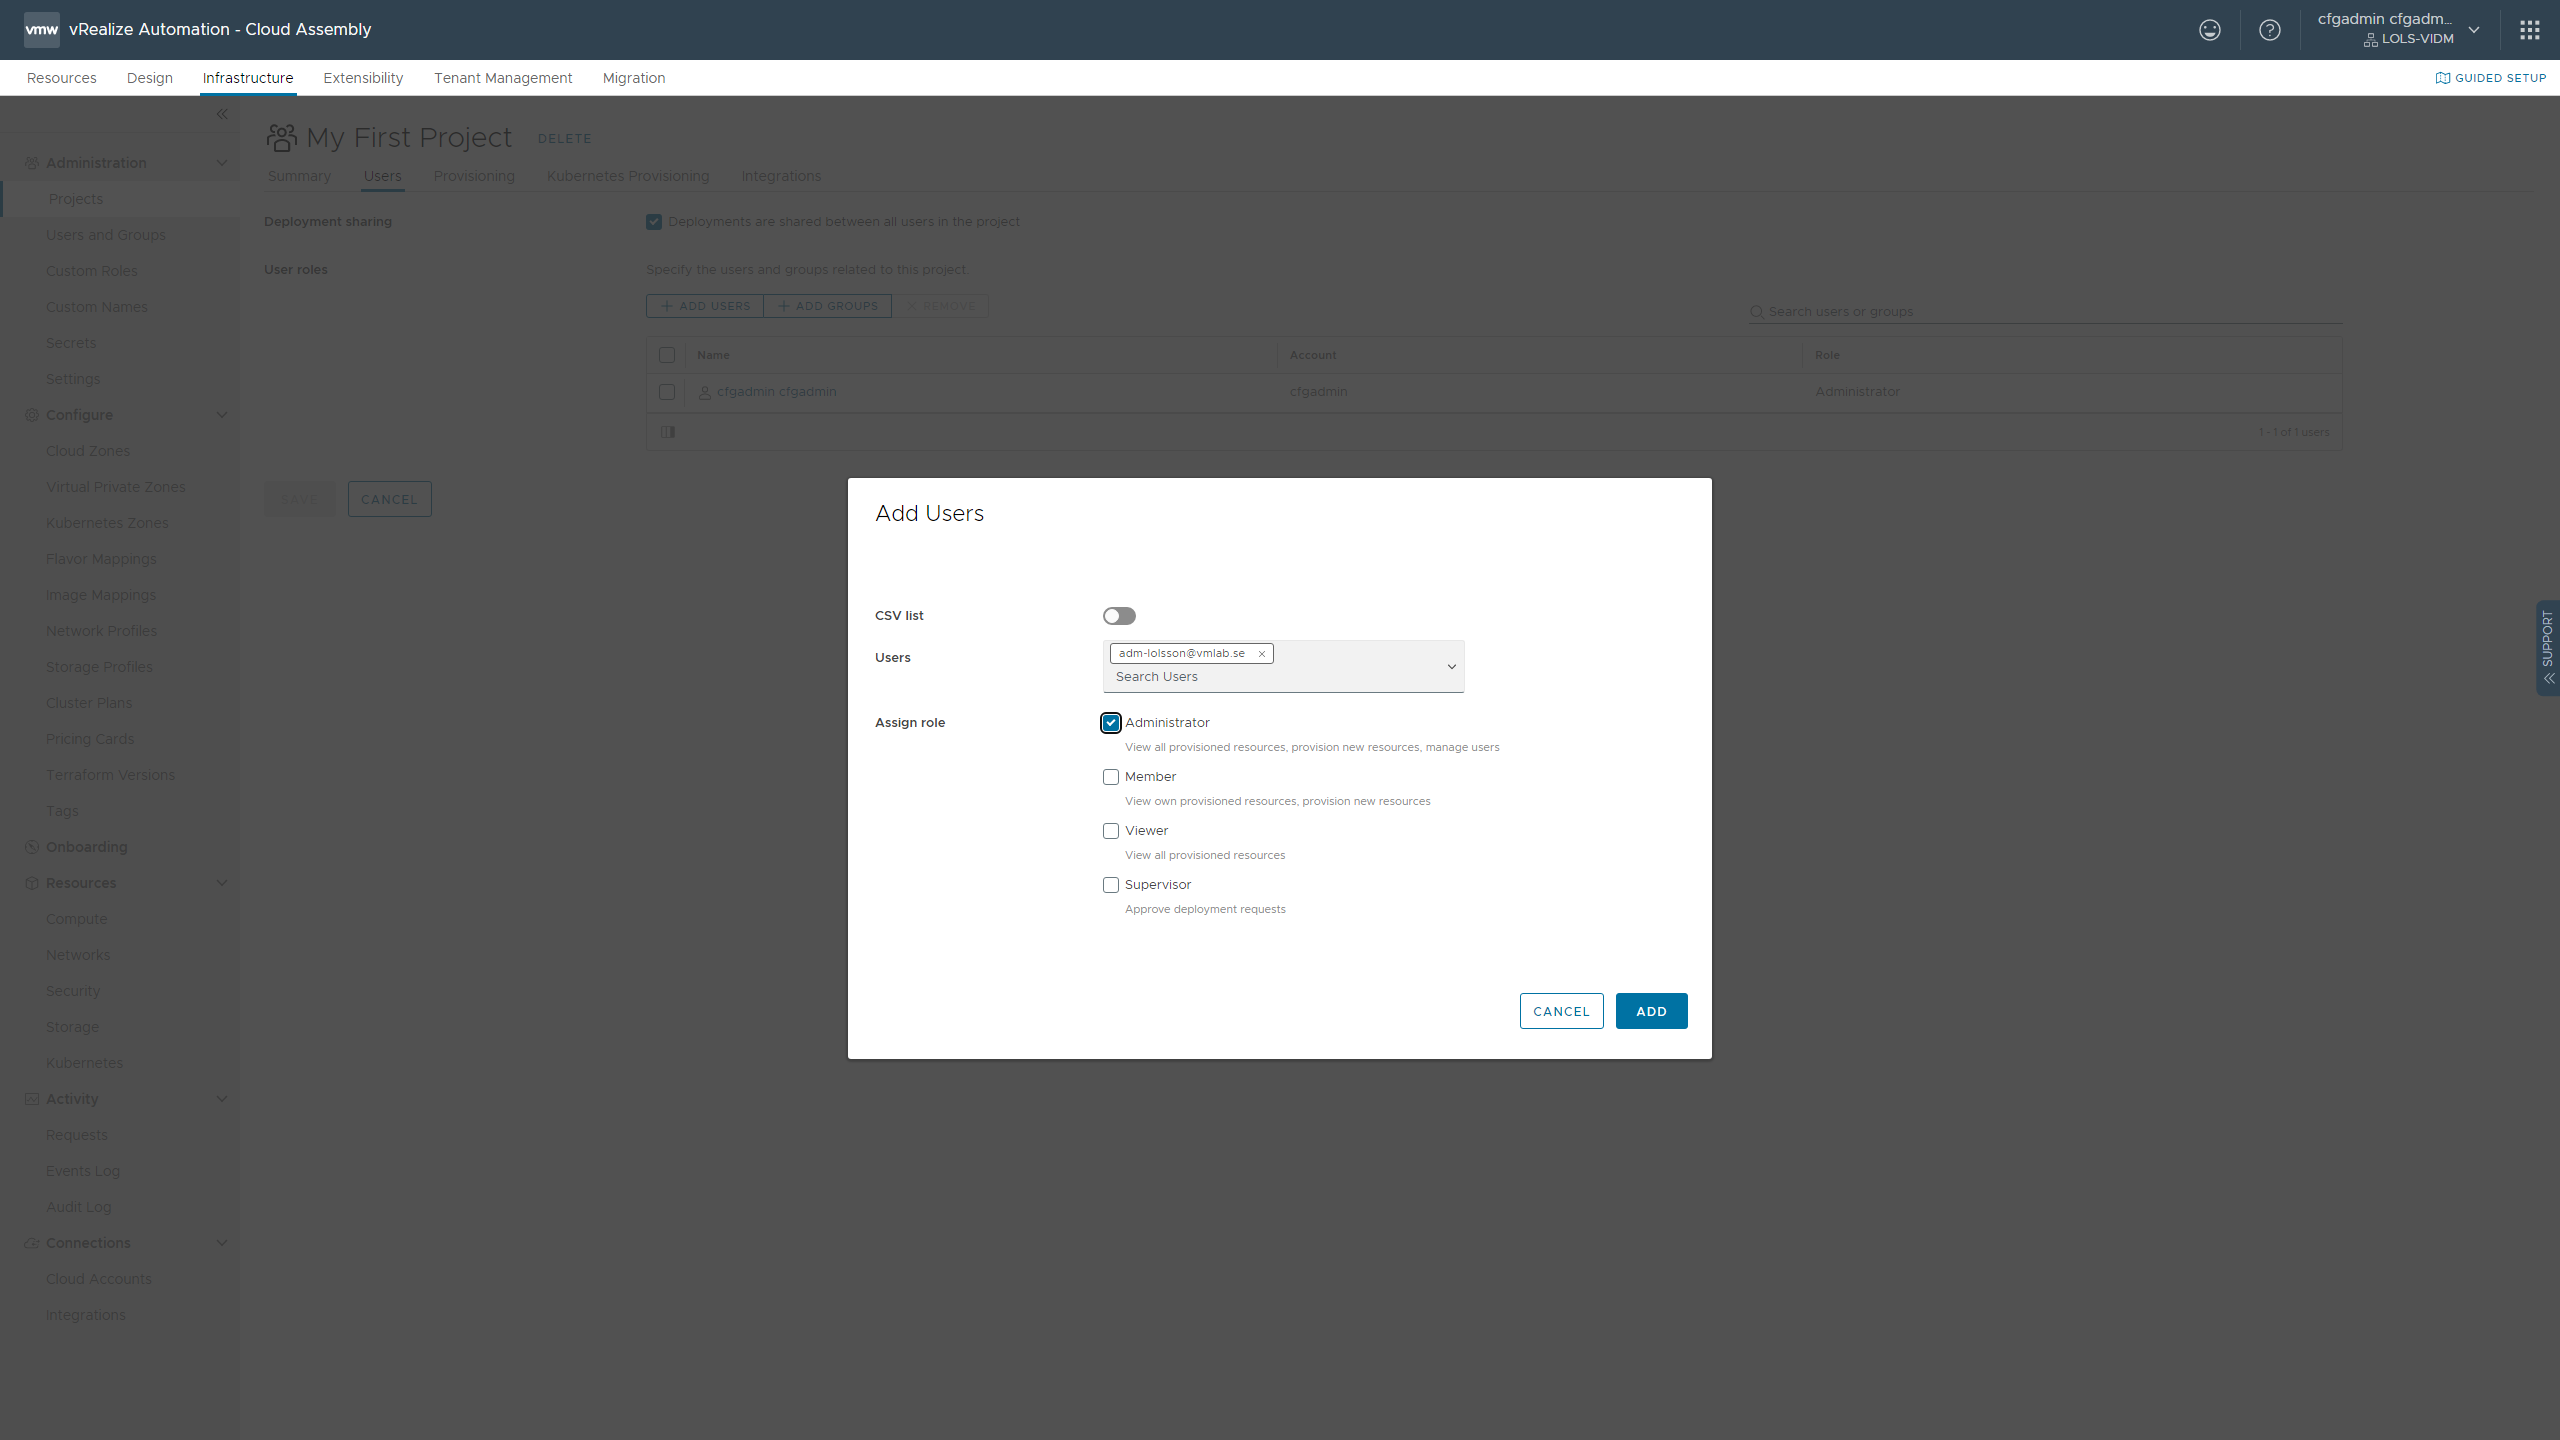 vmw vRealize Automation - Cloud Assembly
cfgadmin cfgadm...
LOLS-VIDM
Resources Design Infrastructure Extensibility Tenant Management Migration
GUIDED SETUP
Administration
Projects
Users and Groups
Custom Roles
Custom Names
Secrets
Settings
Configure
Cloud Zones
Virtual Private Zones
Kubernetes Zones
Flavor Mappings
Image Mappings
Network Profiles
Storage Profiles
Cluster Plans
Pricing Cards
Terraform Versions
Tags
Onboarding
Resources
Compute
Networks
Security
Storage
Kubernetes
Activity
Requests
Events Log
Audit Log
Connections
Cloud Accounts
Integrations
My First Project DELETE
Summary Users Provisioning Kubernetes Provisioning Integrations
Deployment sharing Deployments are shared between all users in the project
User roles Specify the users and groups related to this project.
ADD USERS ADD GROUPS REMOVE
Search users or groups
Name Account Role
cfgadmin cfgadmin cfgadmin Administrator
1 - 1 of 1 users
SAVE CANCEL
Add Users
CSV list
Users adm-lolsson@vmlab.se
Search Users
Assign role Administrator
View all provisioned resources, provision new resources, manage users
Member
View own provisioned resources, provision new resources
Viewer
View all provisioned resources
Supervisor
Approve deployment requests
CANCEL ADD
SUPPORT